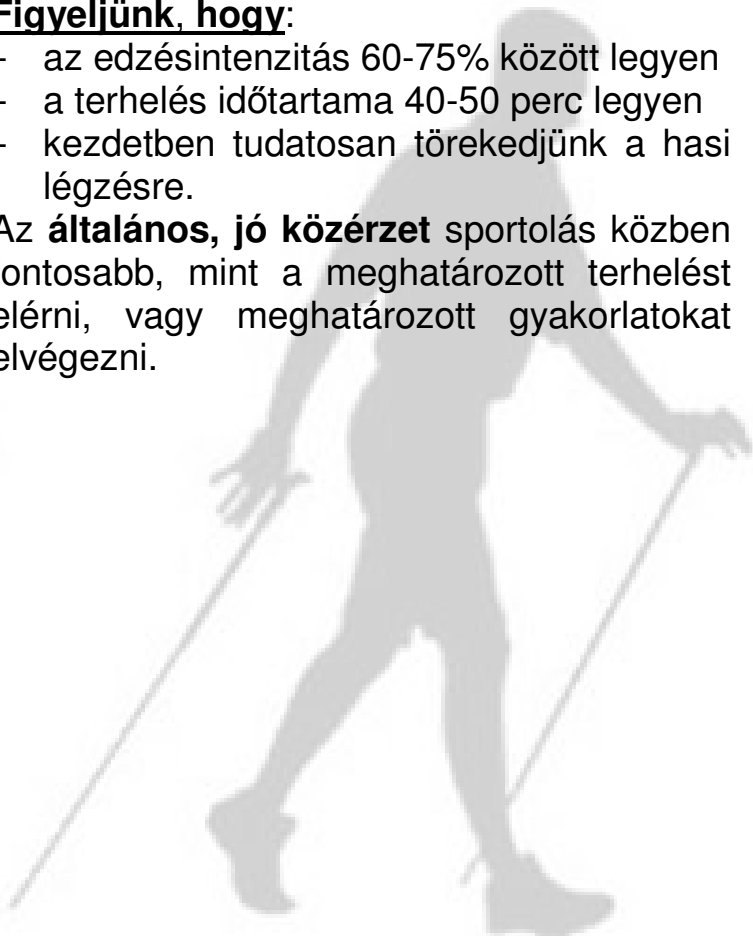 Figyeljünk, hogy:
- az edzésintenzitás 60-75% között legyen
- a terhelés időtartama 40-50 perc legyen
- kezdetben tudatosan törekedjünk a hasi
légzésre.
Az általános, jó közérzet sportolás közben
fontosabb, mint a meghatározott terhelést
elérni, vagy meghatározott gyakorlatokat
elvégezni.